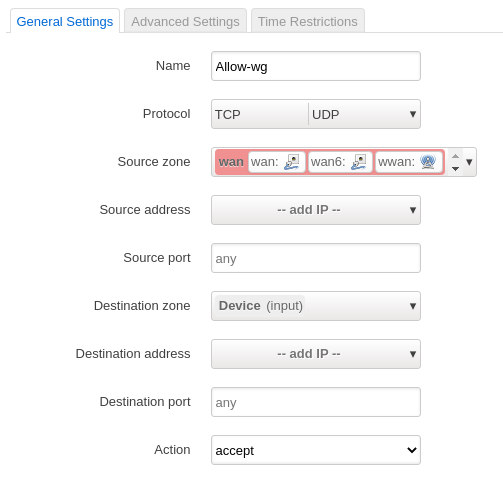 General Settings Advanced Settings Time Restrictions
Name Allow-wg
Protocol TCP UDP
Source zone wan wan: wan6: wwan:
Source address -- add IP --
Source port any
Destination zone Device (input)
Destination address -- add IP --
Destination port any
Action accept